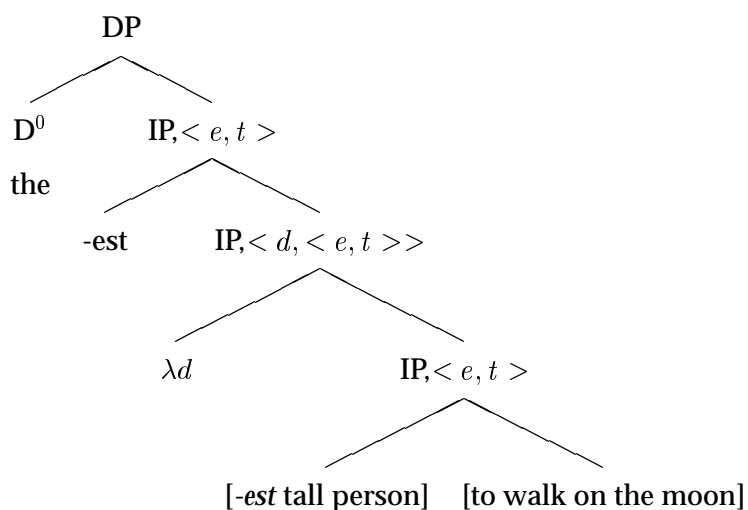 DP
D⁰ IP,< e, t >
the
-est IP,< d, < e, t >>
λd IP,< e, t >
[-est tall person] [to walk on the moon]